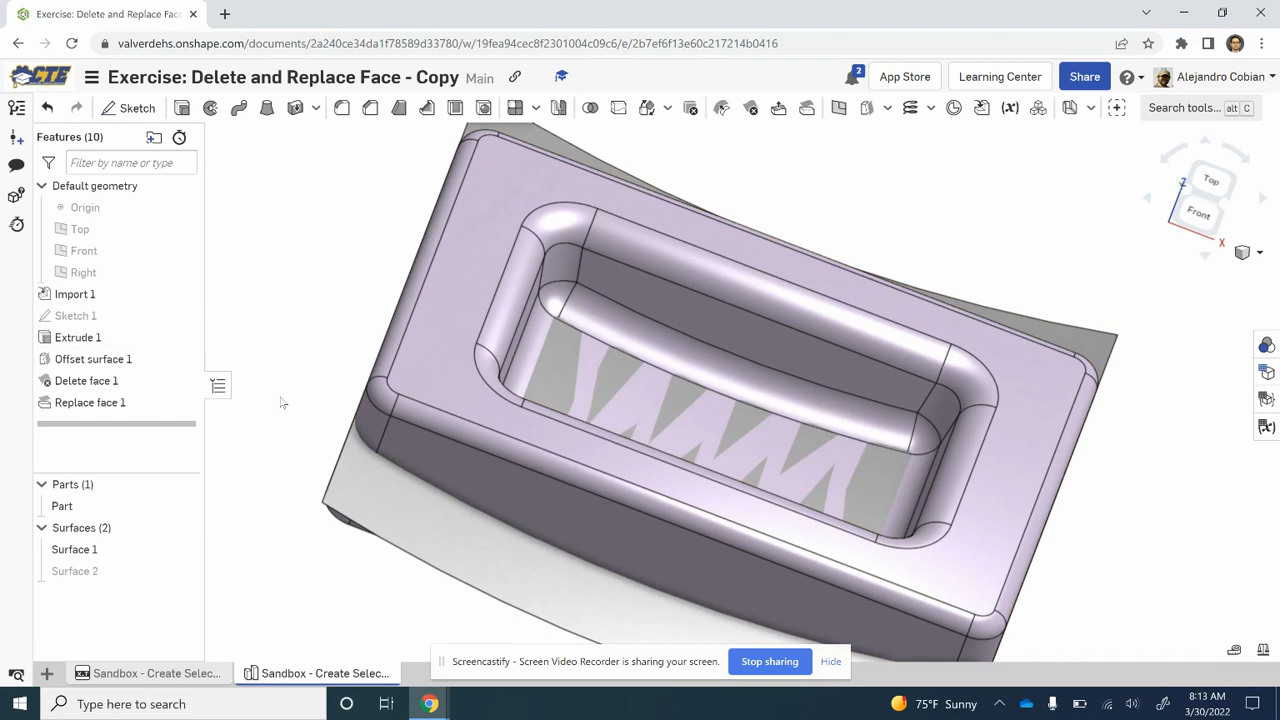 Exercise: Delete and Replace Face
valverdehs.onshape.com/documents/2a240ce34da1f78589d33780/w/19fea94cec8f2301004c09c6/e/2b7ef6f13e60c217214b0416
CTE
Exercise: Delete and Replace Face - Copy Main
2
App Store
Learning Center
Share
Alejandro Cobian
Sketch
Search tools... alt C
Features (10)
Filter by name or type
Default geometry
Origin
Top
Front
Right
Import 1
Sketch 1
Extrude 1
Offset surface 1
Delete face 1
Replace face 1
Parts (1)
Part
Surfaces (2)
Surface 1
Surface 2
Top
Front
Z
X
Screencastify - Screen Video Recorder is sharing your screen.
Stop sharing
Hide
Sandbox - Create Selec...
Sandbox - Create Selec...
Type here to search
75°F Sunny
8:13 AM
3/30/2022